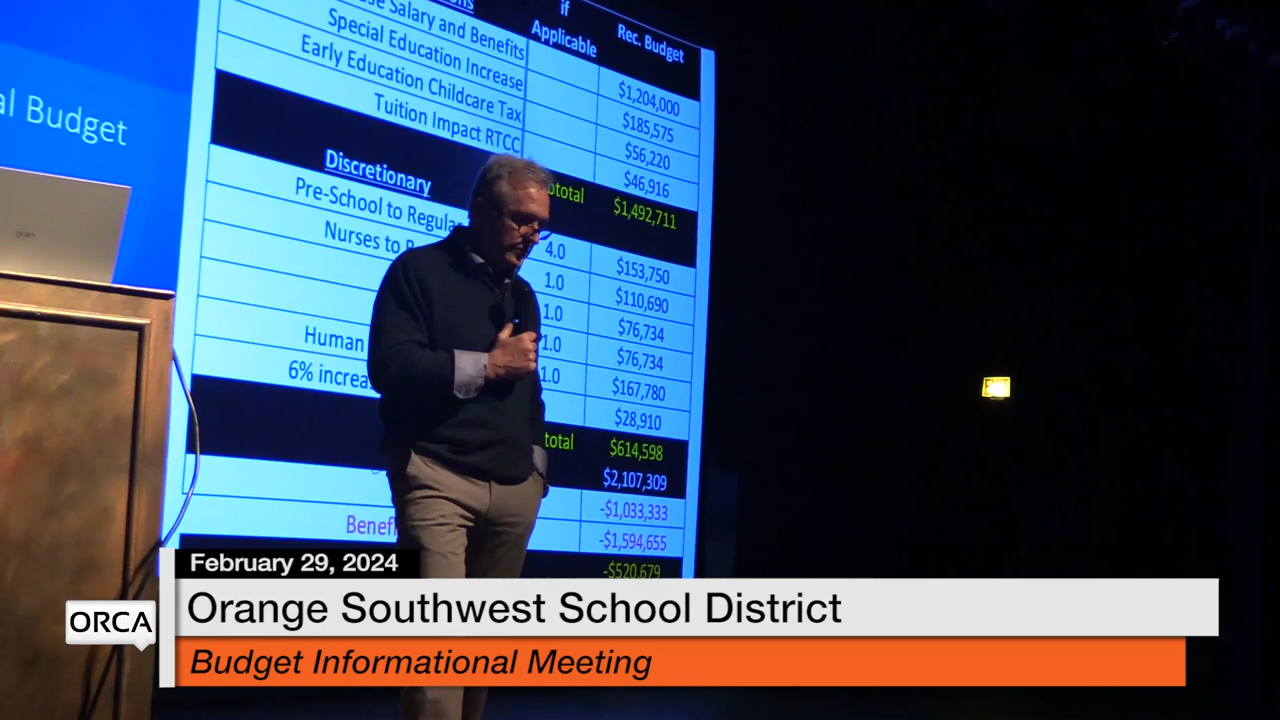 al Budget
if
Applicable
Rec. Budget
Salary and Benefits
$1,204,000
Special Education Increase
$185,575
Early Education Childcare Tax
$56,220
Tuition Impact RTCC
$46,916
Discretionary
total
$1,492,711
Pre-School to Regular
4.0
$153,750
Nurses to
1.0
$110,690
1.0
$76,734
Human
1.0
$76,734
6% increa
1.0
$167,780
$28,910
total
$614,598
$2,107,309
-$1,033,333
Benef
-$1,594,655
-$520,679
gram
February 29, 2024
ORCA
Orange Southwest School District
Budget Informational Meeting